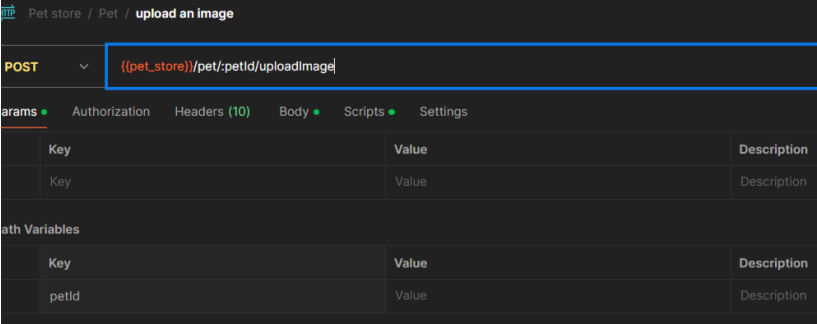 HTTP Pet store / Pet / upload an image
POST {{pet_store}}/pet/:petId/uploadImage
arams Authorization Headers (10) Body Scripts Settings
Key Value Description
Key Value Description
ath Variables
Key Value Description
petId Value Description